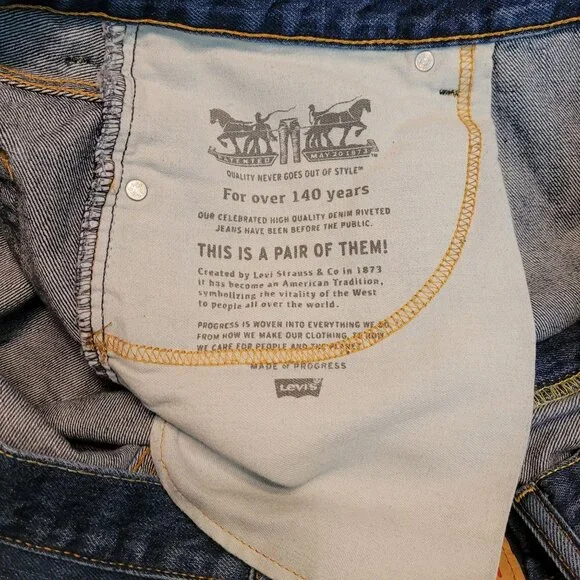 PATENTED MAY 20 1873
QUALITY NEVER GOES OUT OF STYLE™
For over 140 years
OUR CELEBRATED HIGH QUALITY DENIM RIVETED
JEANS HAVE BEEN BEFORE THE PUBLIC.
THIS IS A PAIR OF THEM!
Created by Levi Strauss & Co in 1873
it has become an American Tradition,
symbolizing the vitality of the West
to people all over the world.
PROGRESS IS WOVEN INTO EVERYTHING WE DO.
FROM HOW WE MAKE OUR CLOTHING, TO HOW
WE CARE FOR PEOPLE AND THE PLANET.
MADE OF PROGRESS
LEVI'S